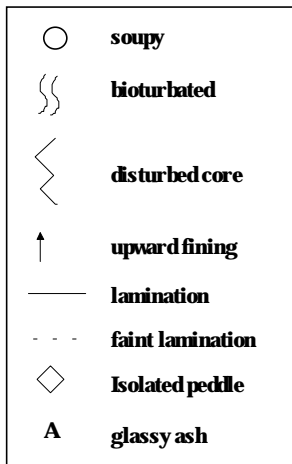 soupy
bioturbated
disturbed core
upward fining
lamination
faint lamination
Isolated peddle
A glassy ash